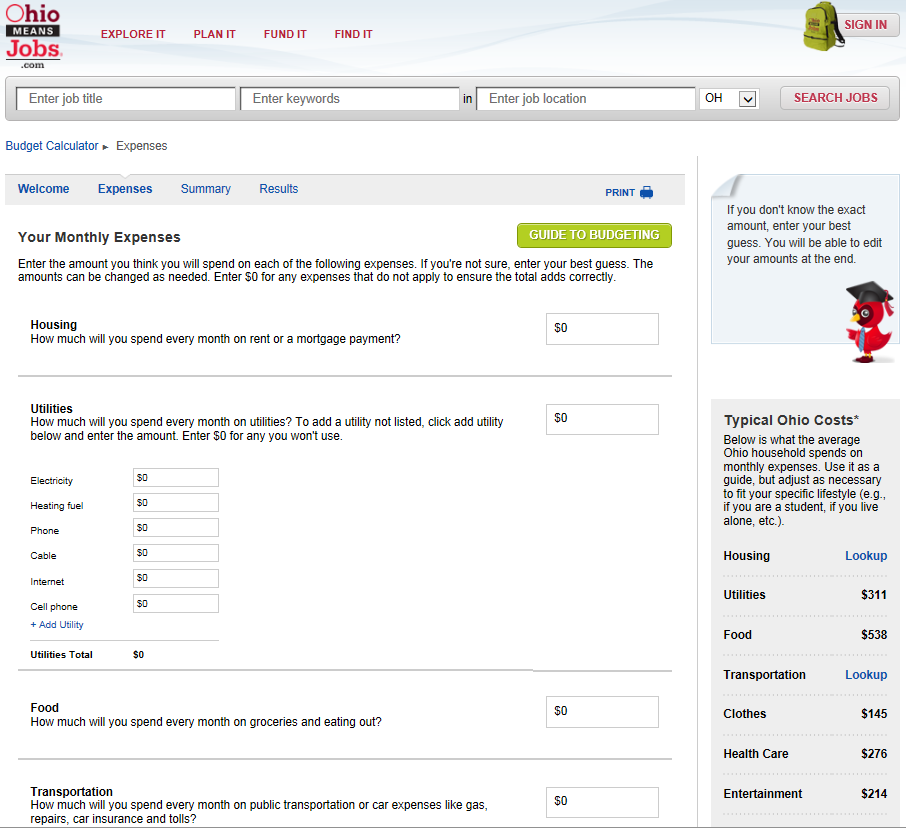 Ohio
MEANS
Jobs
.com
EXPLORE IT PLAN IT FUND IT FIND IT
SIGN IN
Enter job title Enter keywords in Enter job location OH SEARCH JOBS
Budget Calculator ▸ Expenses
Welcome Expenses Summary Results PRINT
Your Monthly Expenses
GUIDE TO BUDGETING
Enter the amount you think you will spend on each of the following expenses. If you're not sure, enter your best guess. The
amounts can be changed as needed. Enter $0 for any expenses that do not apply to ensure the total adds correctly.
Housing
How much will you spend every month on rent or a mortgage payment?
$0
Utilities
How much will you spend every month on utilities? To add a utility not listed, click add utility
below and enter the amount. Enter $0 for any you won't use.
$0
Electricity $0
Heating fuel $0
Phone $0
Cable $0
Internet $0
Cell phone $0
+ Add Utility
Utilities Total $0
Food
How much will you spend every month on groceries and eating out?
$0
Transportation
How much will you spend every month on public transportation or car expenses like gas,
repairs, car insurance and tolls?
$0
If you don't know the exact
amount, enter your best
guess. You will be able to edit
your amounts at the end.
Typical Ohio Costs*
Below is what the average
Ohio household spends on
monthly expenses. Use it as a
guide, but adjust as necessary
to fit your specific lifestyle (e.g.,
if you are a student, if you live
alone, etc.).
Housing Lookup
Utilities $311
Food $538
Transportation Lookup
Clothes $145
Health Care $276
Entertainment $214